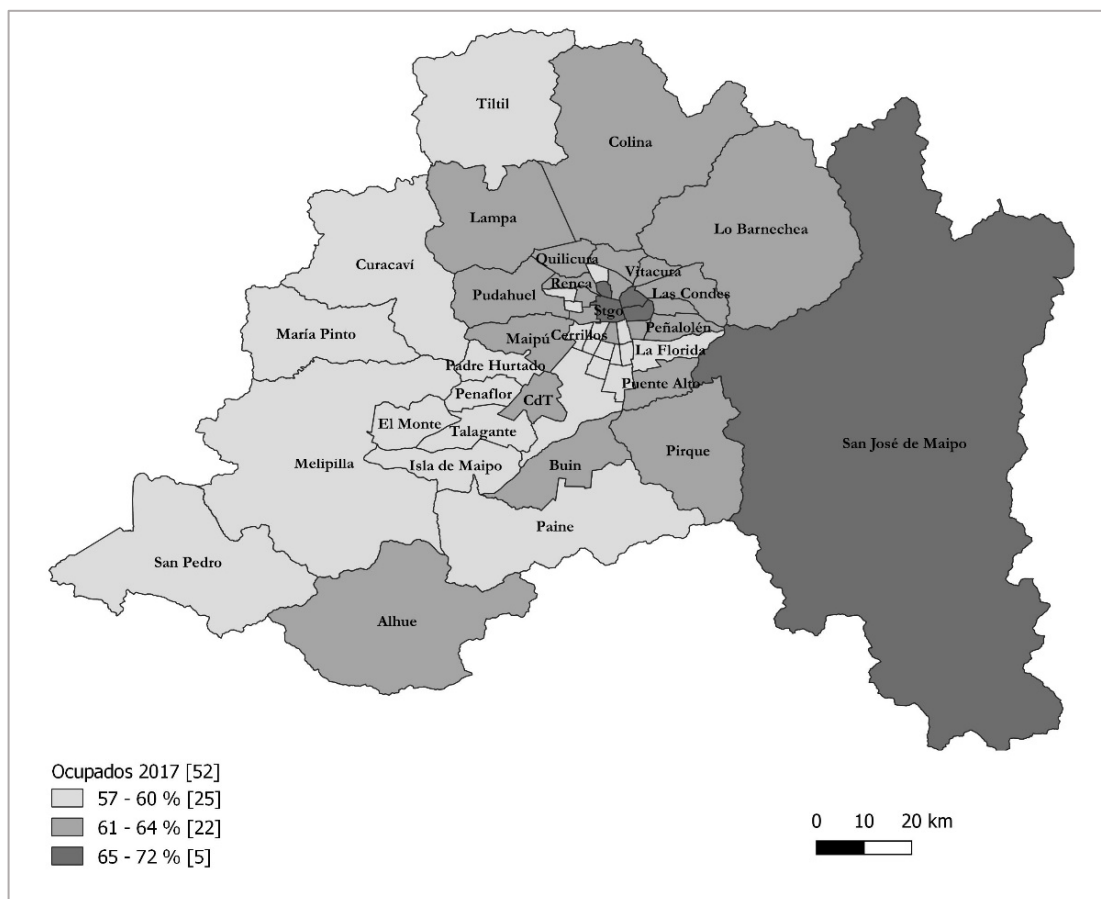 Tiltíl
Colina
Lampa
Lo Barnechea
Curacaví
Quilicura
Vitacura
Renca
Pudahuel
Las Condes
Stgo
María Pinto
Maipú
Cerrillos
Peñalolén
La Florida
Padre Hurtado
Puente Alto
Penaflor
CdT
El Monte
Talagante
San José de Maipo
Melipilla
Isla de Maipo
Buin
Pirque
Paine
San Pedro
Alhue
Ocupados 2017 [52]
57 - 60 % [25]
61 - 64 % [22]
65 - 72 % [5]
0 10 20 km